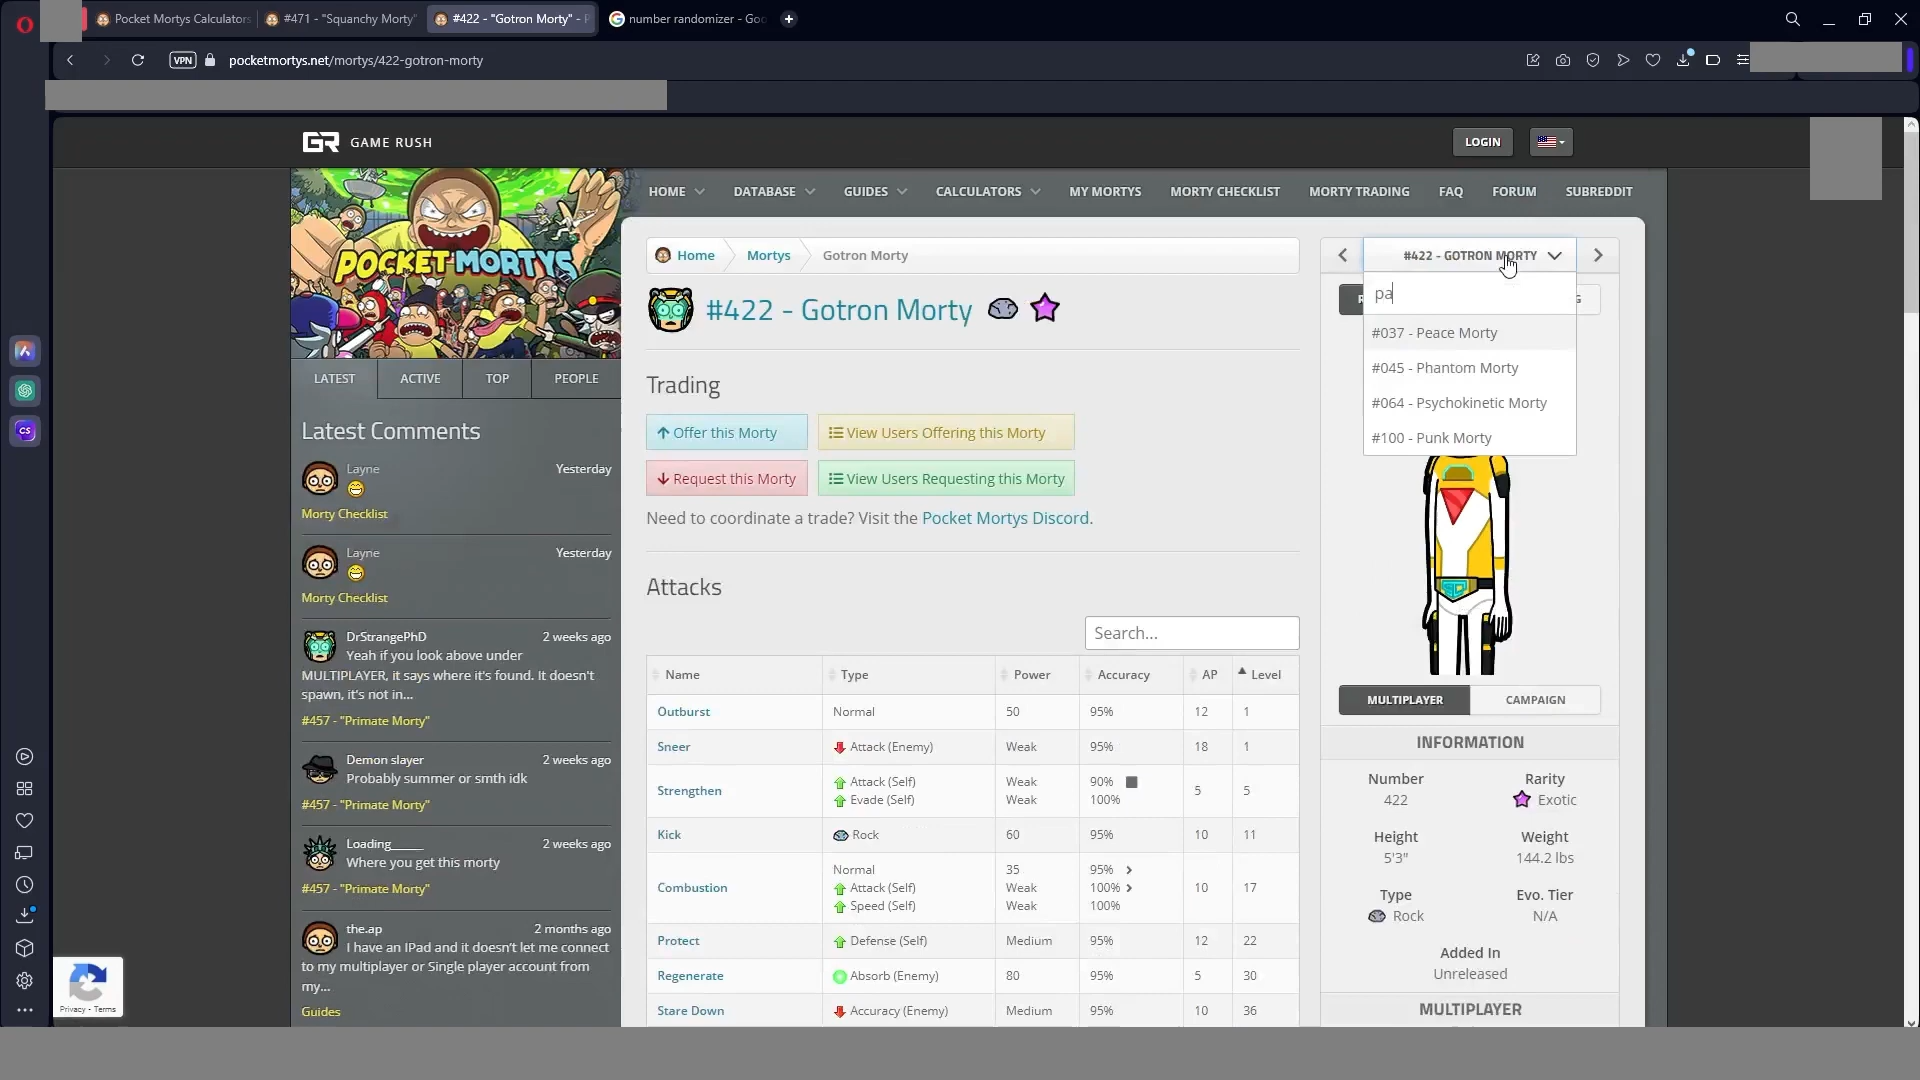 Pocket Mortys Calculators
#471 - "Squanchy Morty"
#422 - "Gotron Morty" -
number randomizer - Goo
VPN
pocketmortys.net/mortys/422-gotron-morty
GR GAME RUSH
LOGIN
HOME DATABASE GUIDES CALCULATORS MY MORTYS MORTY CHECKLIST MORTY TRADING FAQ FORUM SUBREDDIT
POCKET MORTYS
LATEST ACTIVE TOP PEOPLE
Latest Comments
Layne Yesterday
Morty Checklist
Layne Yesterday
Morty Checklist
DrStrangePhD 2 weeks ago
Yeah if you look above under
MULTIPLAYER, it says where it's found. It doesn't
spawn, it's not in...
#457 - "Primate Morty"
Demon slayer 2 weeks ago
Probably summer or smth idk
#457 - "Primate Morty"
Loading_____ 2 weeks ago
Where you get this morty
#457 - "Primate Morty"
the.ap 2 months ago
I have an IPad and it doesn't let me connect
to my multiplayer or Single player account from
my...
Guides
Privacy - Terms
Home Mortys Gotron Morty
#422 - Gotron Morty
Trading
Offer this Morty
View Users Offering this Morty
Request this Morty
View Users Requesting this Morty
Need to coordinate a trade? Visit the Pocket Mortys Discord.
Attacks
Search...
Name Type Power Accuracy AP Level
Outburst Normal 50 95% 12 1
Sneer Attack (Enemy) Weak 95% 18 1
Strengthen Attack (Self) Weak 90% 5 5
Evade (Self) Weak 100%
Kick Rock 60 95% 10 11
Combustion Normal 35 95% 10 17
Attack (Self) Weak 100%
Speed (Self) Weak 100%
Protect Defense (Self) Medium 95% 12 22
Regenerate Absorb (Enemy) 80 95% 5 30
Stare Down Accuracy (Enemy) Medium 95% 10 36
#422 - GOTRON MORTY
pa
#037 - Peace Morty
#045 - Phantom Morty
#064 - Psychokinetic Morty
#100 - Punk Morty
MULTIPLAYER CAMPAIGN
INFORMATION
Number Rarity
422 Exotic
Height Weight
5'3" 144.2 lbs
Type Evo. Tier
Rock N/A
Added In
Unreleased
MULTIPLAYER